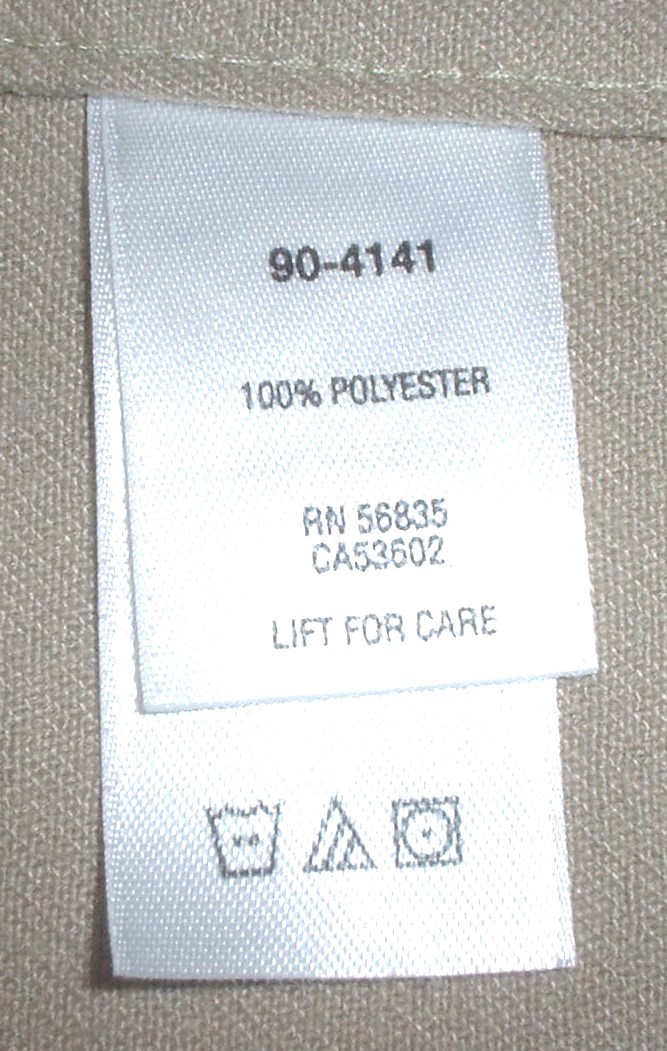 90-4141
100% POLYESTER
RN 56835
CA53602
LIFT FOR CARE